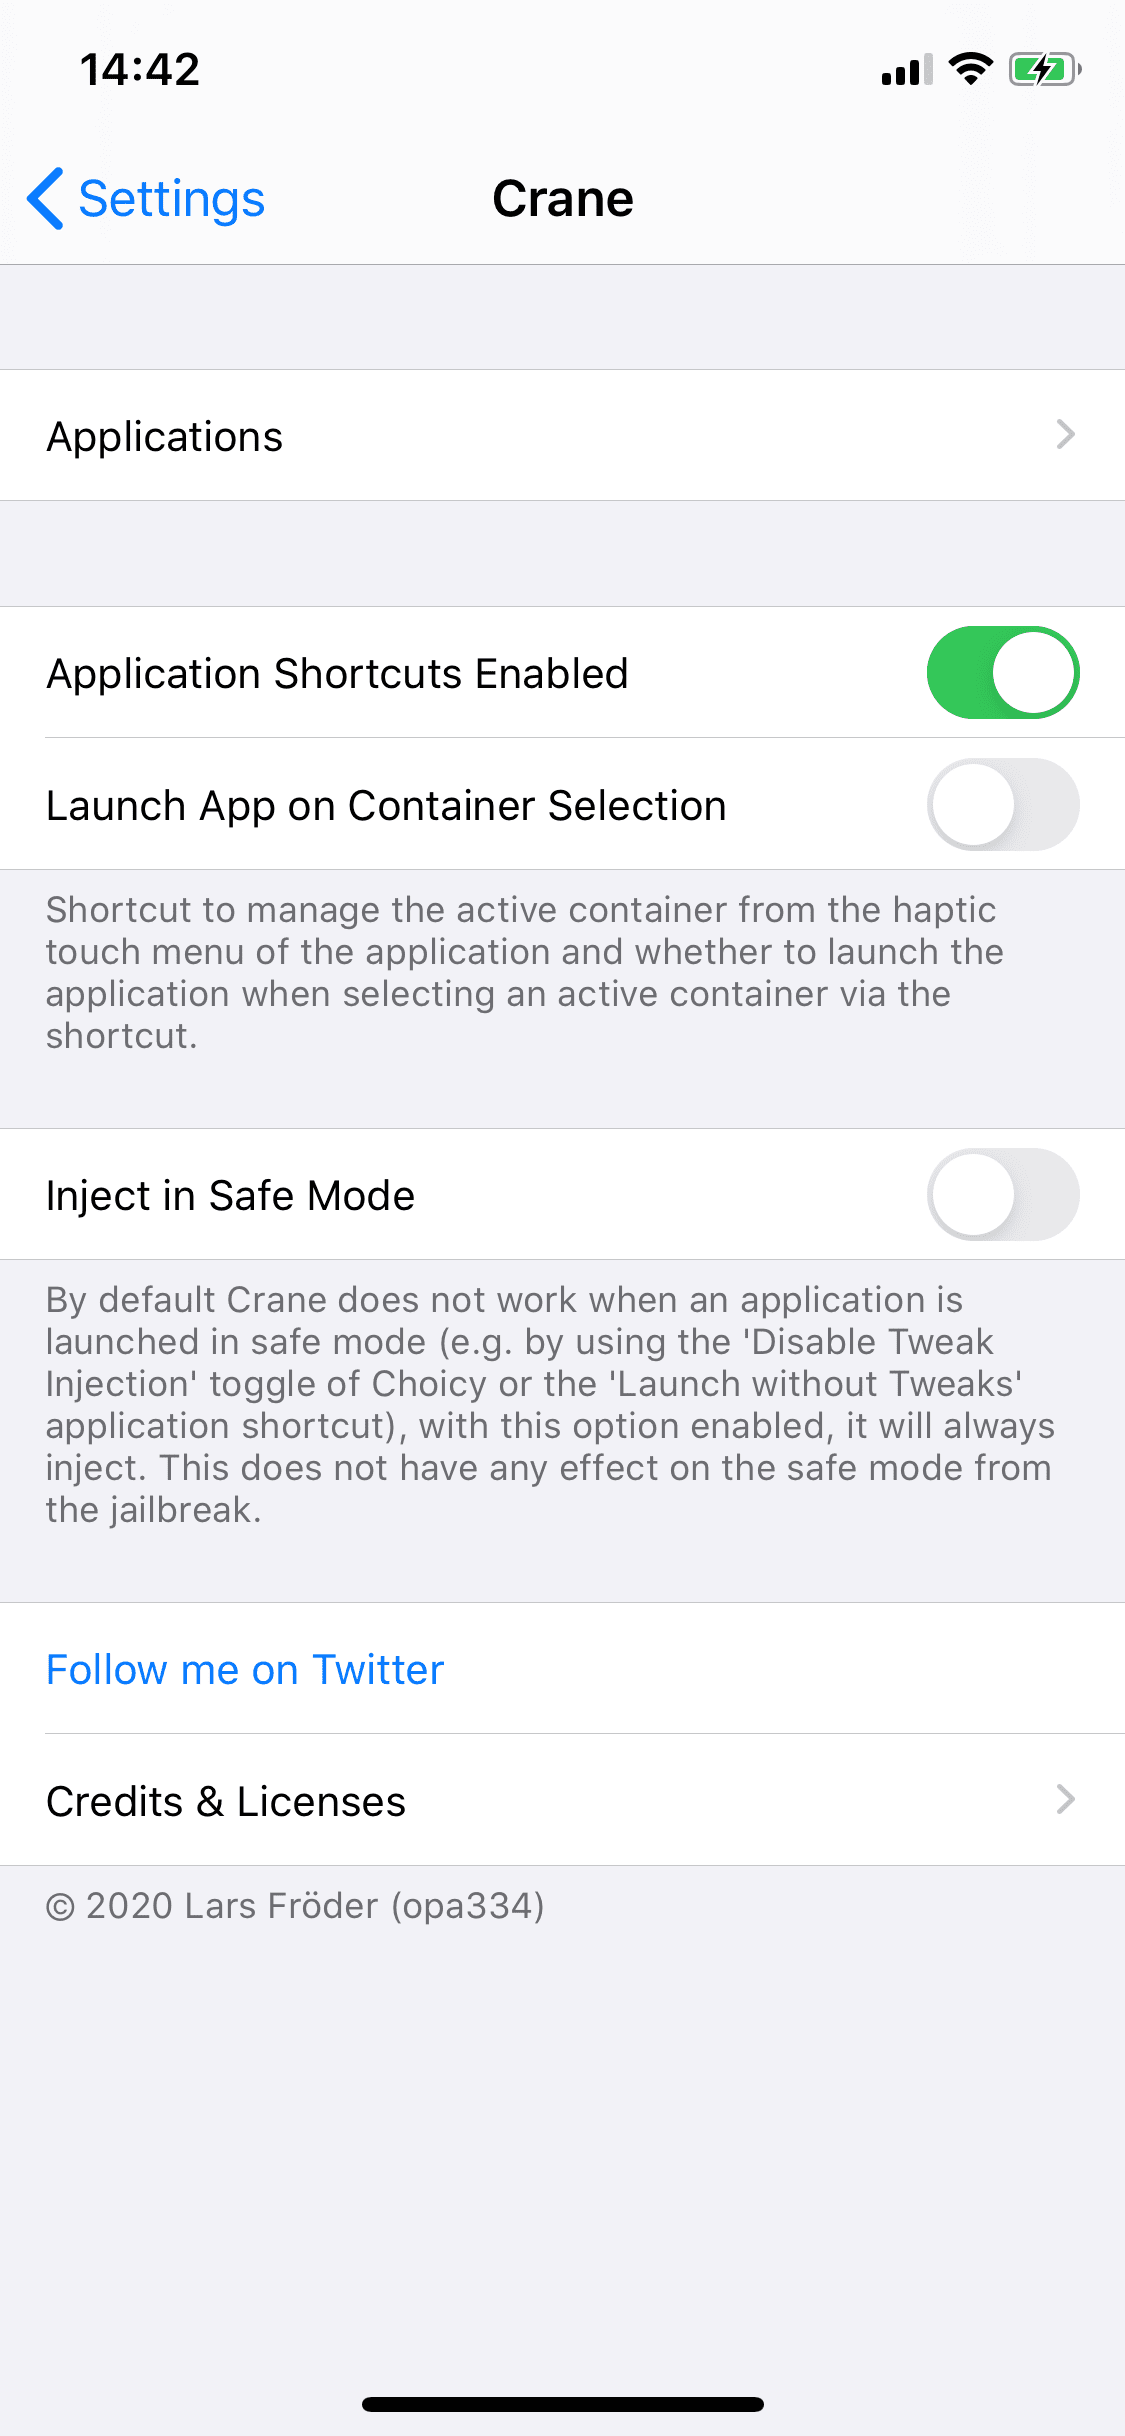 14:42
Settings
Crane
Applications
Application Shortcuts Enabled
Launch App on Container Selection
Shortcut to manage the active container from the haptic
touch menu of the application and whether to launch the
application when selecting an active container via the
shortcut.
Inject in Safe Mode
By default Crane does not work when an application is
launched in safe mode (e.g. by using the 'Disable Tweak
Injection' toggle of Choicy or the 'Launch without Tweaks'
application shortcut), with this option enabled, it will always
inject. This does not have any effect on the safe mode from
the jailbreak.
Follow me on Twitter
Credits & Licenses
© 2020 Lars Fröder (opa334)